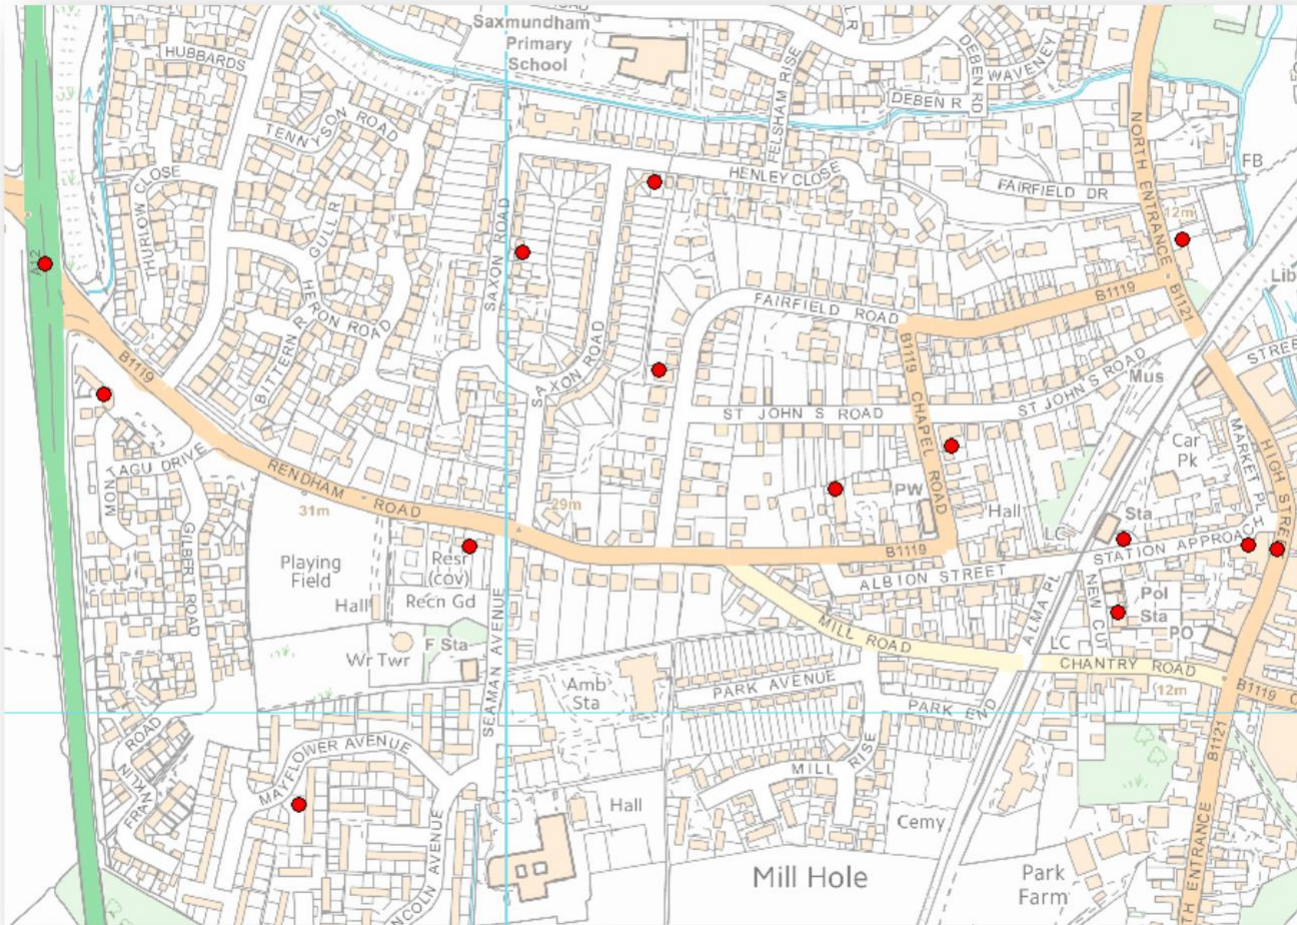 Saxmundham
Primary
School
HUBBARDS
TENNYSON ROAD
FELSHAM RISE
DEBEN RD
WAVENEY
DEBEN R
NORTH ENTRANCE - B1121
FB
HENLEY CLOSE
FAIRFIELD DR
12m
THURLOW CLOSE
GULL R
HERON ROAD
BITTERN R
SAXON ROAD
A12
B1119
FAIRFIELD ROAD
B1119
Lib
STREE
SAXON ROAD
B1119 CHAPEL ROAD
ST JOHN S ROAD
ST JOHN S ROAD
Mus
Car
Pk
MARKET PL
HIGH STREE
MONTAGU DRIVE
RENDHAM - ROAD
31m
29m
PW
Hall
LC
Sta
STATION APPROACH
GILBERT ROAD
Playing
Field
Resr
(cov)
Hall
Recn Gd
B1119
ALBION STREET
ALMA PL
NEW CUT
Pol
Sta
PO
SEAMAN AVENUE
F Sta
Wr Twr
MILL ROAD
LC
CHANTRY ROAD
12m
B1119 C
Amb
Sta
PARK AVENUE
PARK END
FRANKLIN ROAD
MAYFLOWER AVENUE
MILL RISE
B1121
TH ENTRANCE
Hall
Cemy
NCOLN AVENUE
Mill Hole
Park
Farm